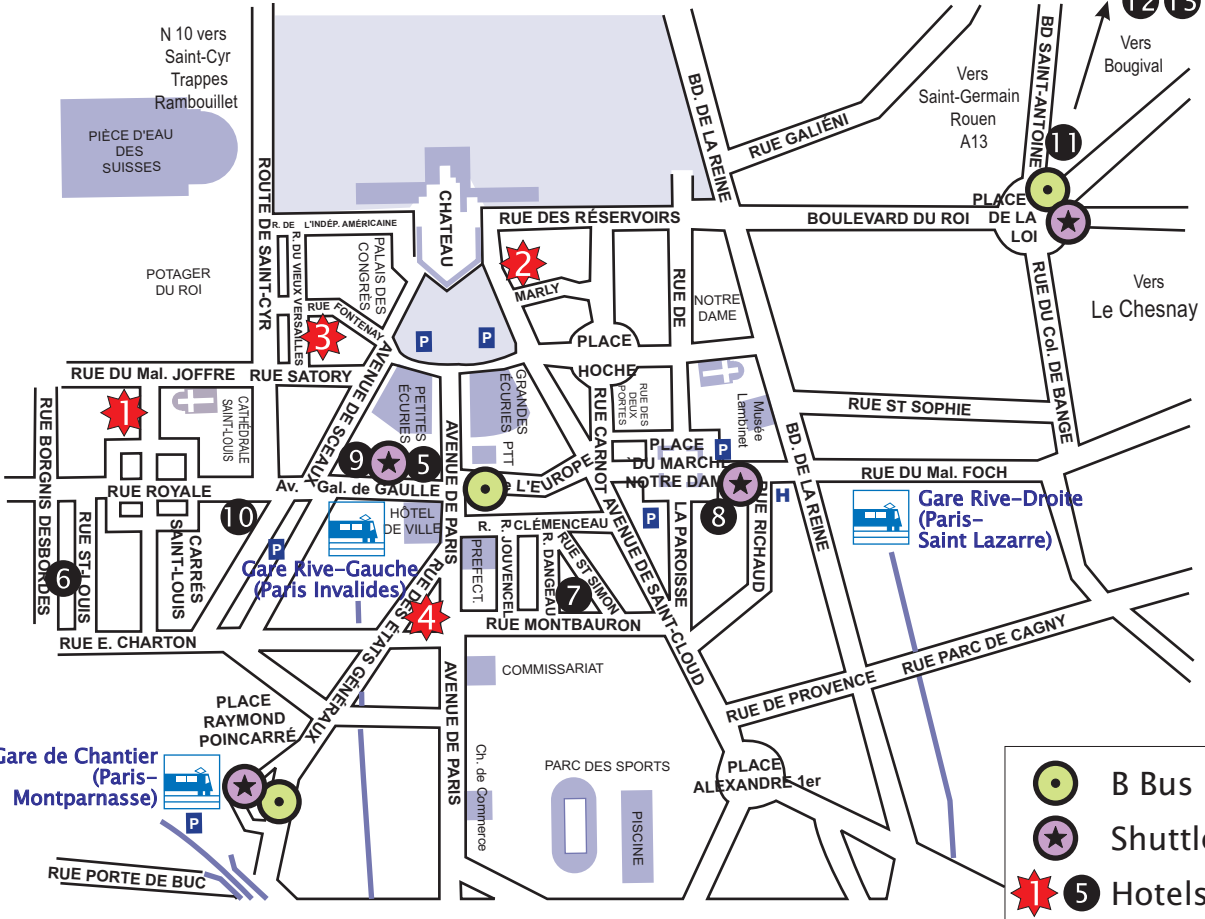 N 10 vers
Saint-Cyr
Trappes
Rambouillet
PIÈCE D'EAU
DES
SUISSES
ROUTE DE SAINT-CYR
POTAGER
DU ROI
R. DE L'INDÉP. AMÉRICAINE
R. DU VIEUX VERSAILLES
PALAIS DES
CONGRÈS
RUE FONTENAY
CHATEAU
RUE DES RÉSERVOIRS
2
MARLY
3
P
P
PLACE
HOCHE
RUE DE
NOTRE
DAME
BD. DE LA REINE
RUE GALIÉNI
BOULEVARD DU ROI
Vers
Saint-Germain
Rouen
A13
BD SAINT-ANTOINE
12 13
Vers
Bougival
11
PLACE
DE LA
LOI
Vers
Le Chesnay
RUE DU Col. DE BANGE
RUE DU Mal. JOFFRE
RUE SATORY
1
CATHÉDRALE
SAINT-LOUIS
AVENUE DE SCEAUX
PETITES
ÉCURIES
GRANDES
ÉCURIES
PTT
RUE CARNOT
RUE DES
DEUX
PORTES
Musée
Lambinet
RUE ST SOPHIE
BD. DE LA REINE
RUE BORGNIS DESBORDES
RUE ROYALE
9
5
Av. Gal. de GAULLE
AVENUE DE PARIS
e L'EUROPE
PLACE
DU MARCHE
NOTRE DAM
P
RUE DU Mal. FOCH
H
8
10
RUE ST-LOUIS
6
CARRÉS
SAINT-LOUIS
P
HÔTEL
DE VILLE
Gare Rive-Gauche
(Paris Invalides)
R. CLÉMENCEAU
PREFECT.
R. JOUVENCEL
R. DANGEAU
RUE ST SIMON
7
P
AVENUE DE SAINT-CLOUD
LA PAROISSE
RUE RICHAUD
Gare Rive-Droite
(Paris-
Saint Lazarre)
4
RUE E. CHARTON
RUE DES ÉTATS GÉNÉRAUX
RUE MONTBAURON
COMMISSARIAT
RUE DE PROVENCE
RUE PARC DE CAGNY
PLACE
RAYMOND
POINCARRÉ
AVENUE DE PARIS
Gare de Chantier
(Paris-
Montparnasse)
P
Ch. de Commerce
PARC DES SPORTS
PISCINE
PLACE
ALEXANDRE 1er
RUE PORTE DE BUC
B Bus
Shuttle
1 5 Hotels